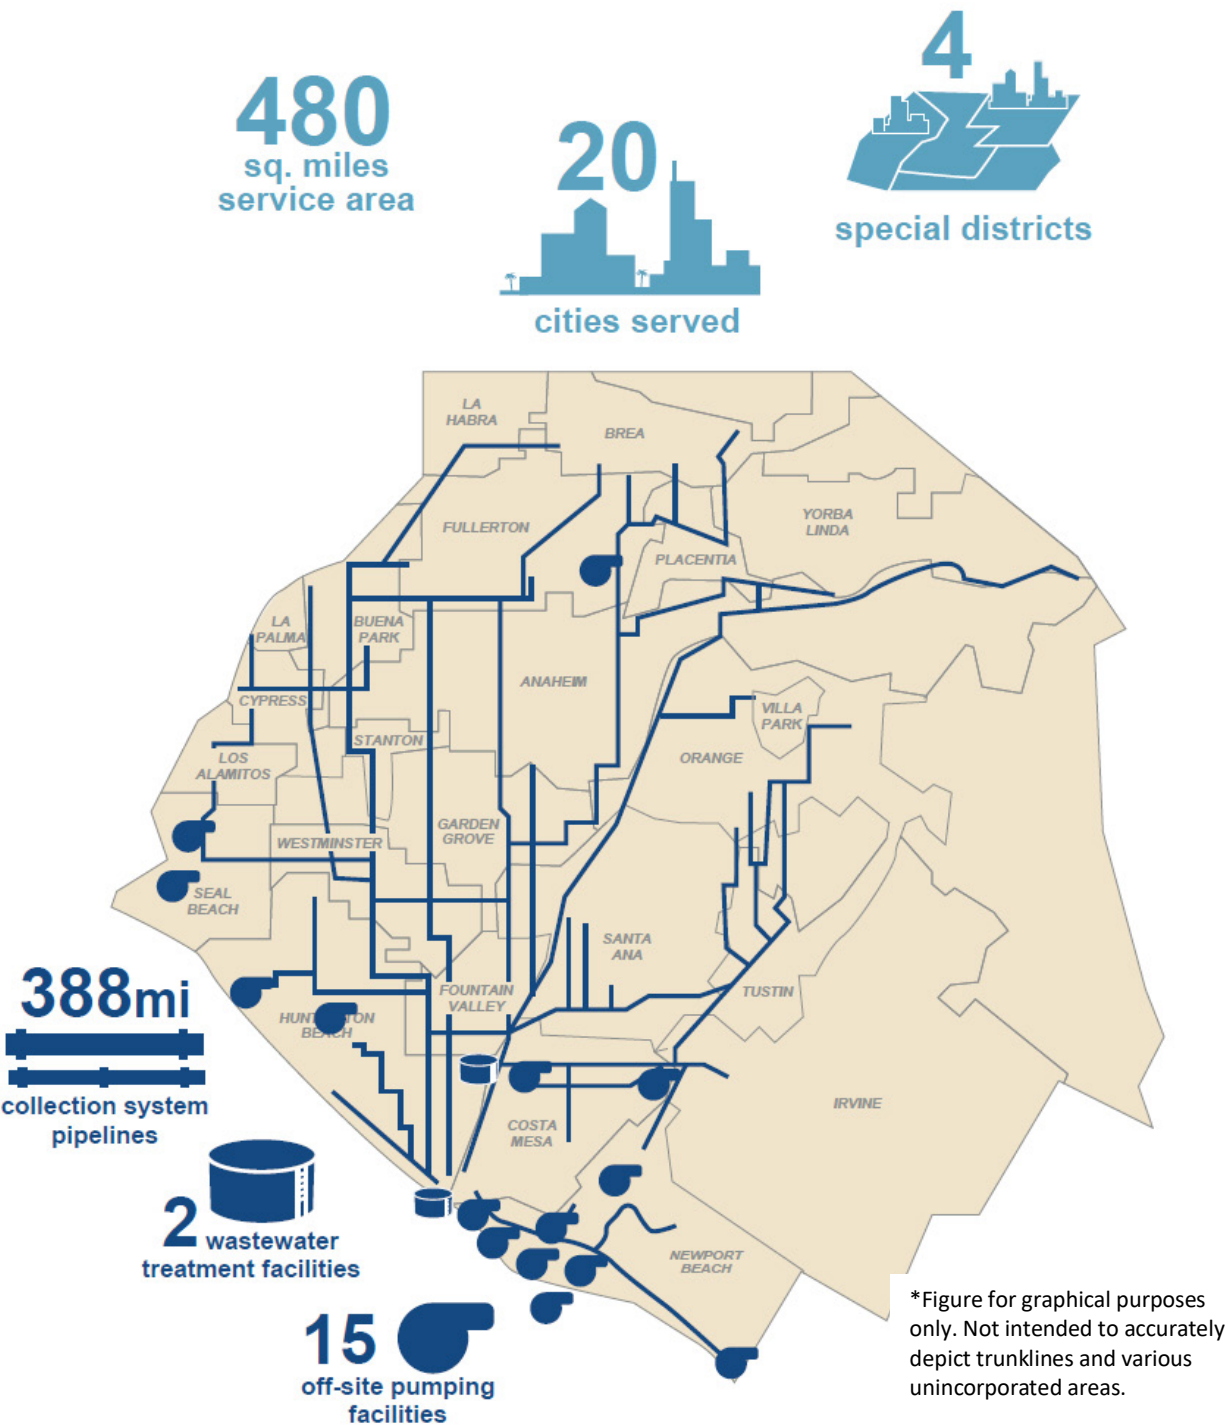 480
sq. miles
service area
20
cities served
4
special districts
LA
HABRA
BREA
FULLERTON
YORBA
LINDA
PLACENTIA
LA
PALMA
BUENA
PARK
ANAHEIM
CYPRESS
VILLA
PARK
STANTON
ORANGE
LOS
ALAMITOS
GARDEN
GROVE
WESTMINSTER
SEAL
BEACH
SANTA
ANA
FOUNTAIN
VALLEY
TUSTIN
HUNTINGTON
BEACH
IRVINE
COSTA
MESA
NEWPORT
BEACH
388mi
collection system
pipelines
2 wastewater
treatment facilities
15
off-site pumping
facilities
*Figure for graphical purposes
only. Not intended to accurately
depict trunklines and various
unincorporated areas.